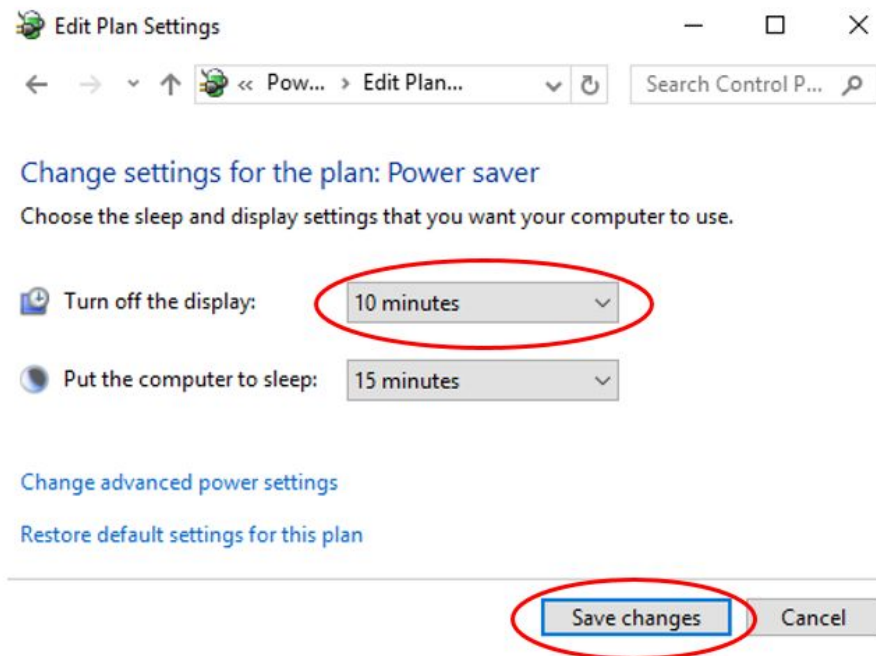 Edit Plan Settings
« Pow... › Edit Plan... Search Control P...
Change settings for the plan: Power saver
Choose the sleep and display settings that you want your computer to use.
Turn off the display: 10 minutes
Put the computer to sleep: 15 minutes
Change advanced power settings
Restore default settings for this plan
Save changes Cancel